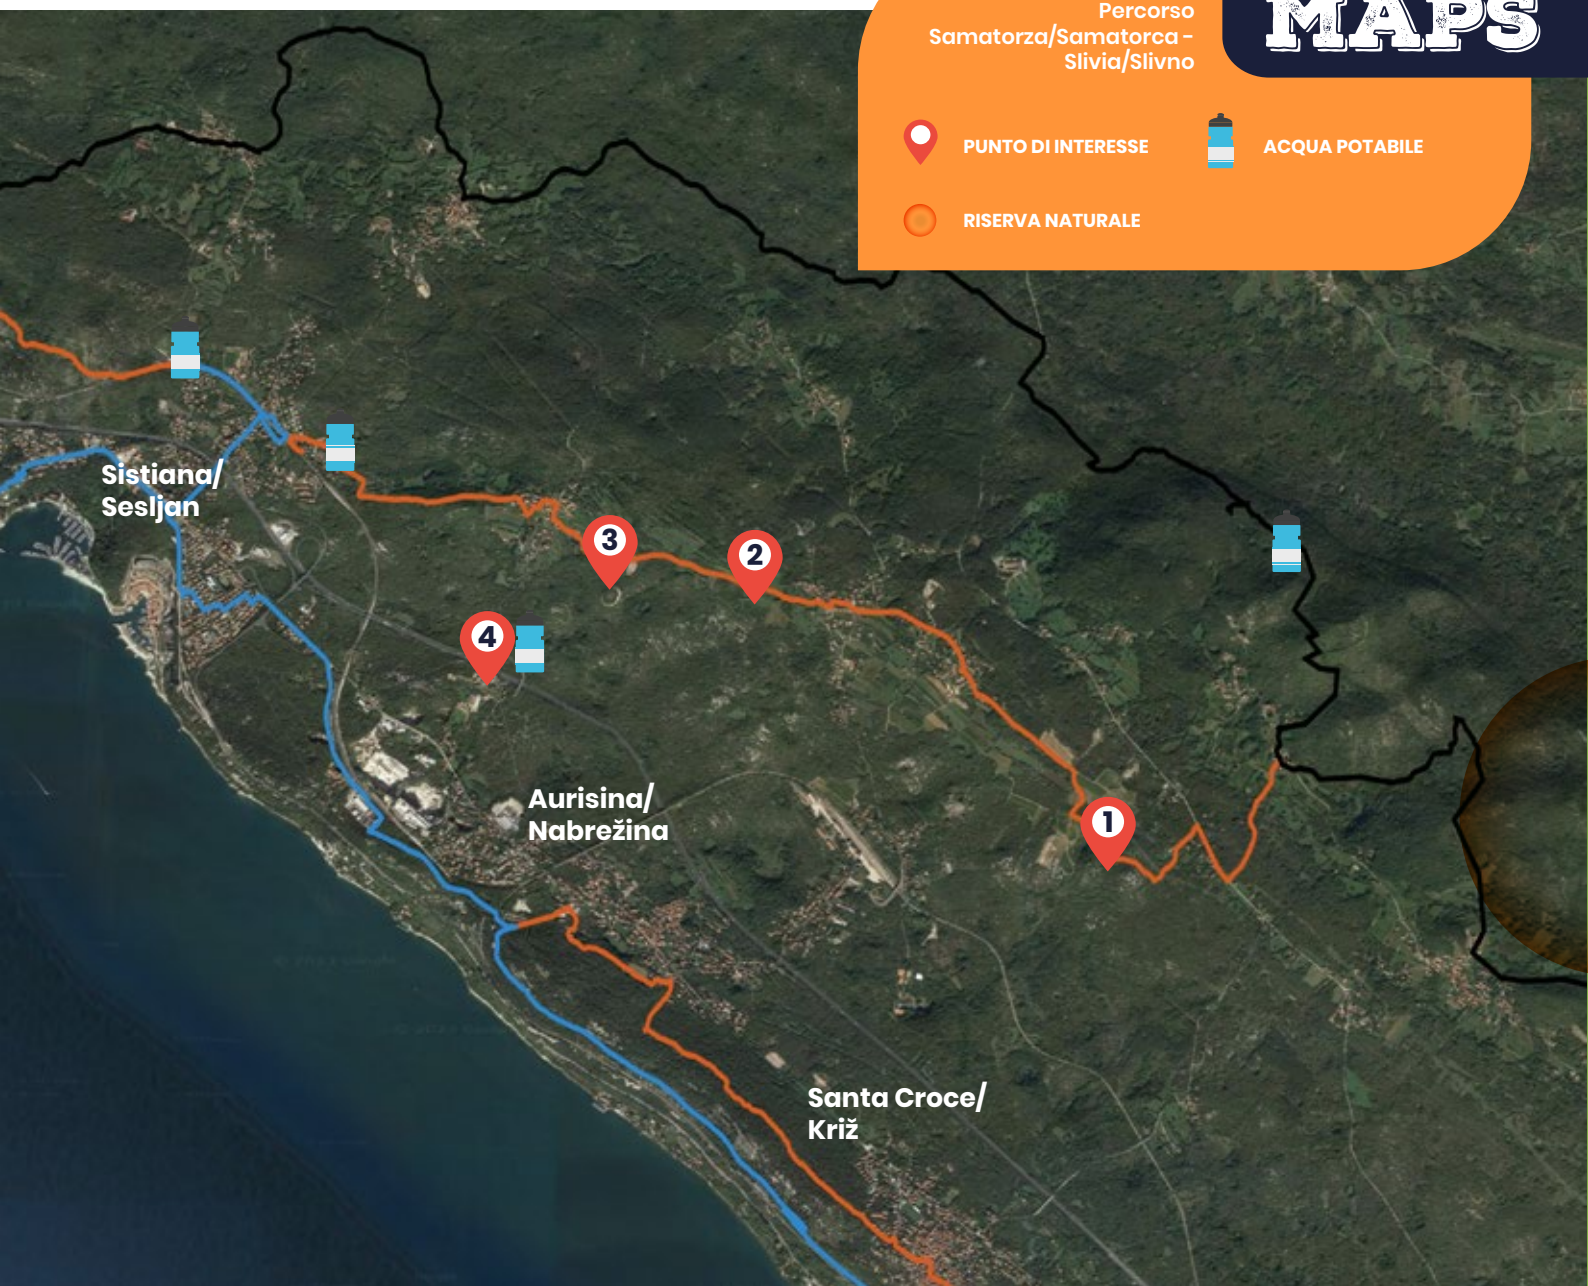 MAPS
Percorso
Samatorza/Samatorca -
Slivia/Slivno
PUNTO DI INTERESSE
ACQUA POTABILE
RISERVA NATURALE
Sistiana/
Sesljan
3
2
4
1
Aurisina/
Nabrežina
Santa Croce/
Križ